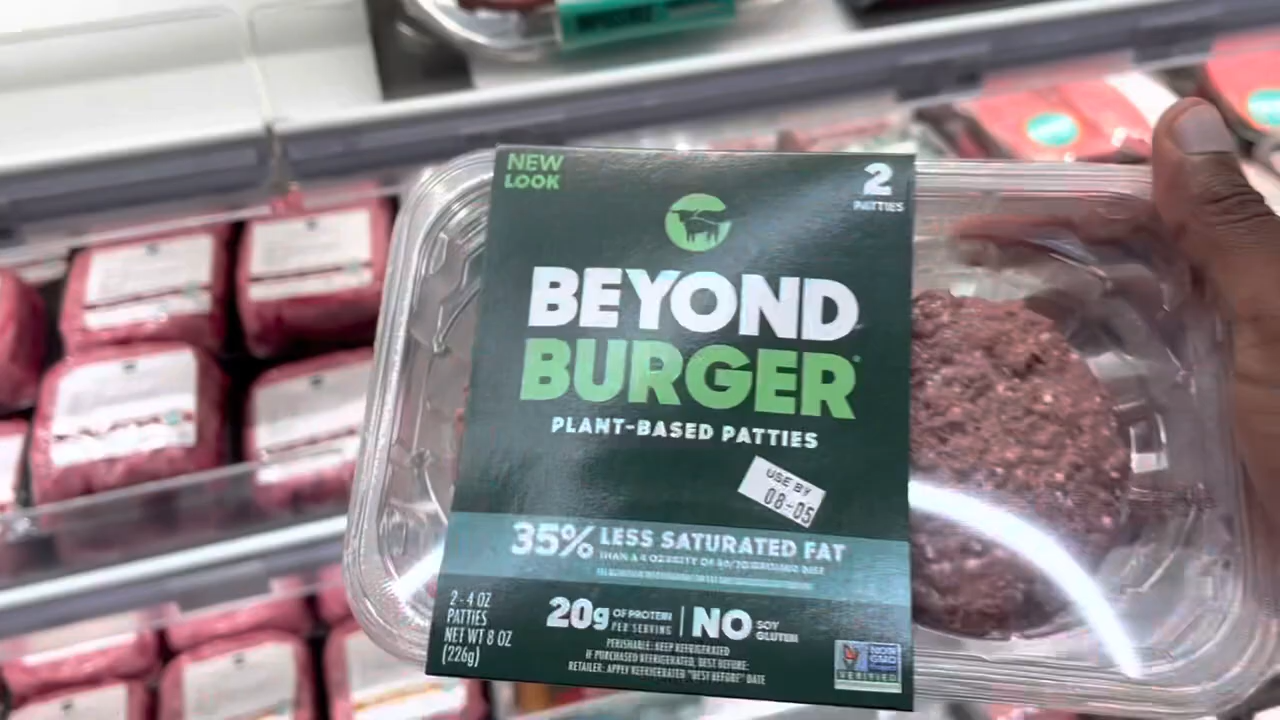 NEW
LOOK
2
PATTIES
BEYOND
BURGER
PLANT-BASED PATTIES
USE BY
08-05
35% LESS SATURATED FAT
2 - 4 OZ
PATTIES
NET WT 8 OZ
(226g)
20g OF PROTEIN
PER SERVING
NO SOY
GLUTEN
PERISHABLE: KEEP REFRIGERATED
IF PURCHASED REFRIGERATED, BEST BEFORE:
RETAILER: APPLY REFRIGERATED "BEST BEFORE" DATE
NON
GMO
VERIFIED